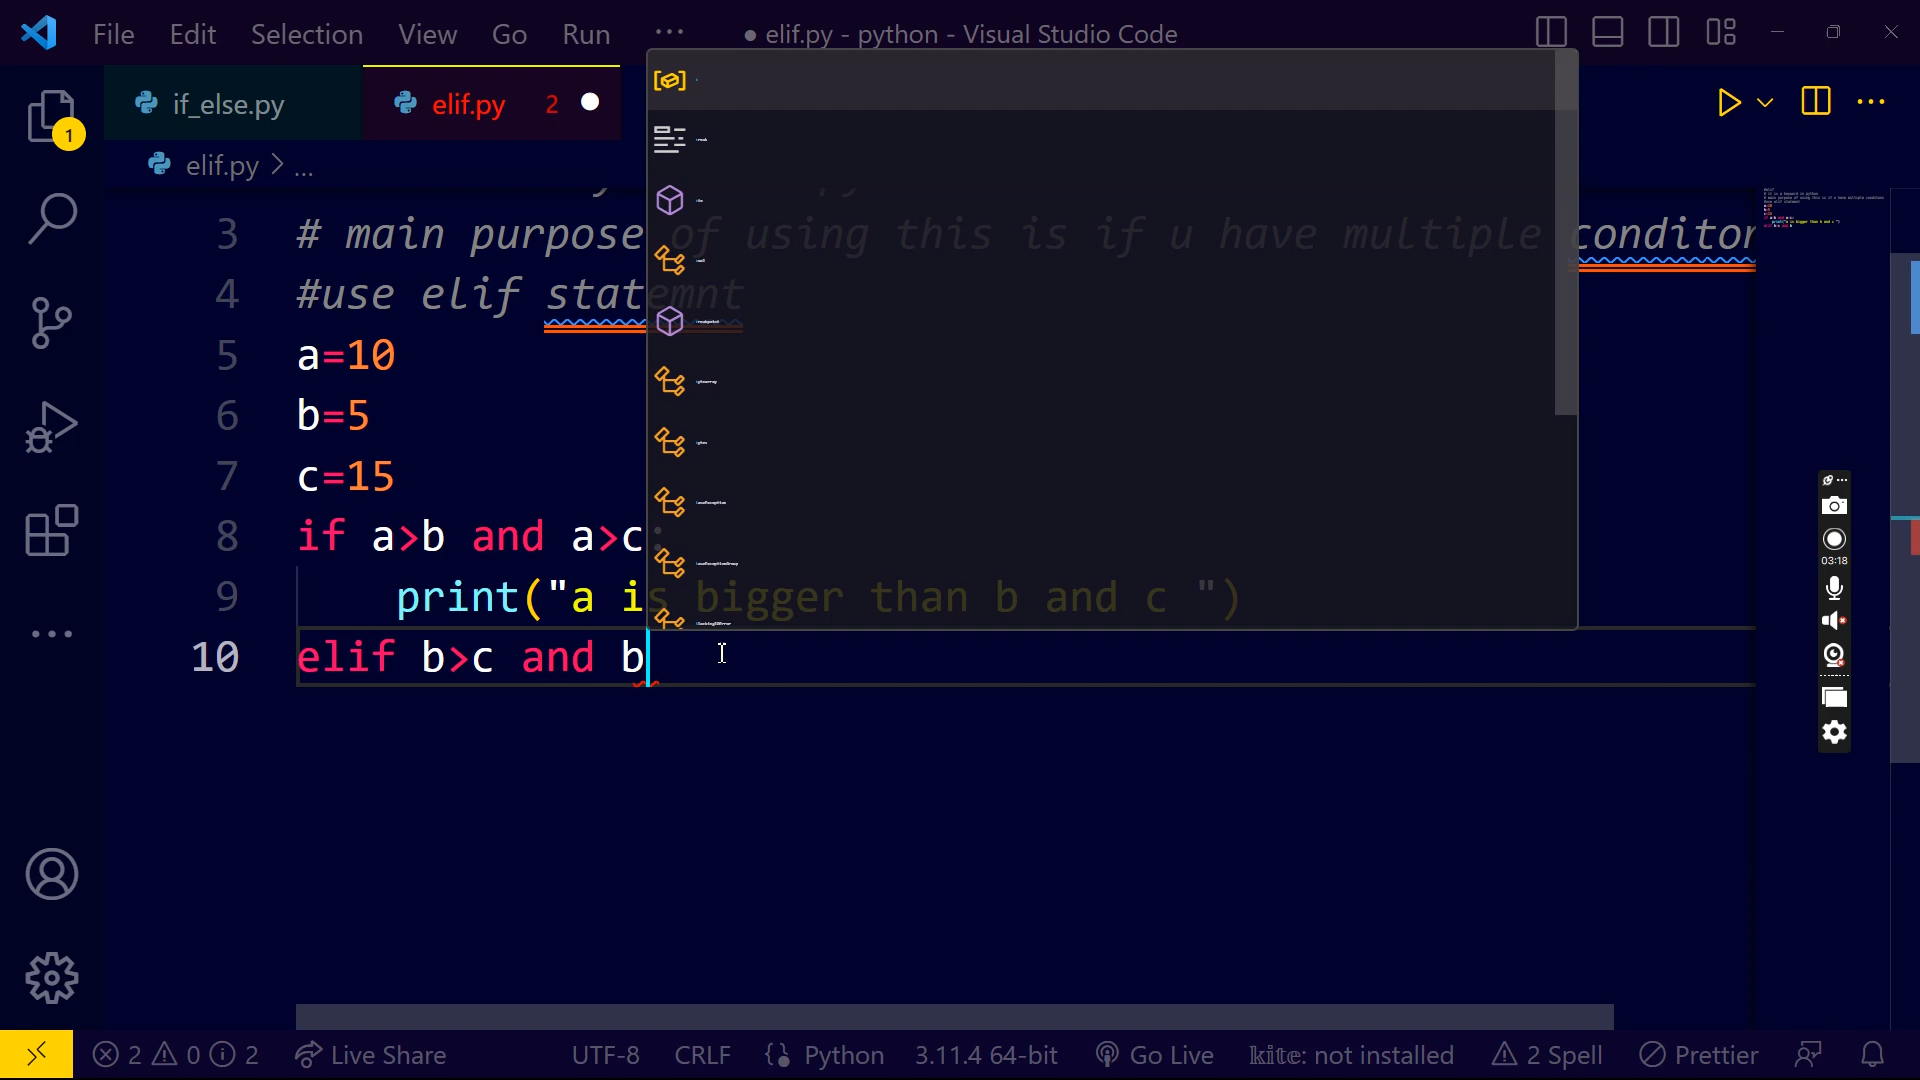 File Edit Selection View Go Run ··· ● elif.py - python - Visual Studio Code
if_else.py elif.py 2
1
elif.py > ...
3 # main purpose of using this is if u have multiple conditor
4 #use elif statemnt
5 a=10
6 b=5
7 c=15
8 if a>b and a>c:
9 print("a is bigger than b and c ")
10 elif b>c and b
03:18
2 0 2 Live Share UTF-8 CRLF Python 3.11.4 64-bit Go Live kite: not installed 2 Spell Prettier